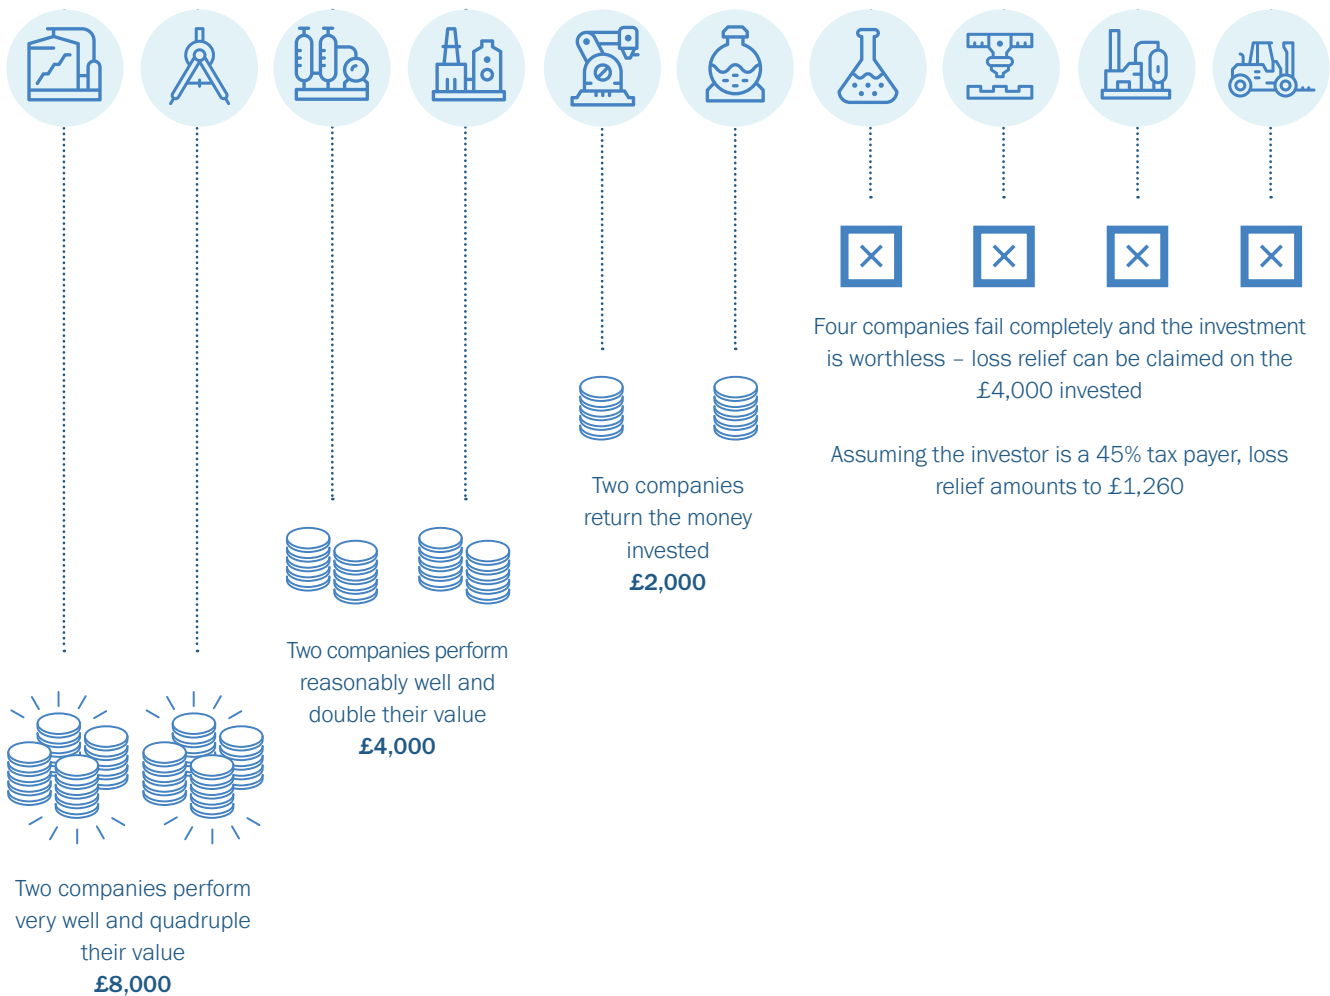 Two companies perform
very well and quadruple
their value
£8,000
Two companies perform
reasonably well and
double their value
£4,000
Two companies
return the money
invested
£2,000
Four companies fail completely and the investment
is worthless – loss relief can be claimed on the
£4,000 invested
Assuming the investor is a 45% tax payer, loss
relief amounts to £1,260